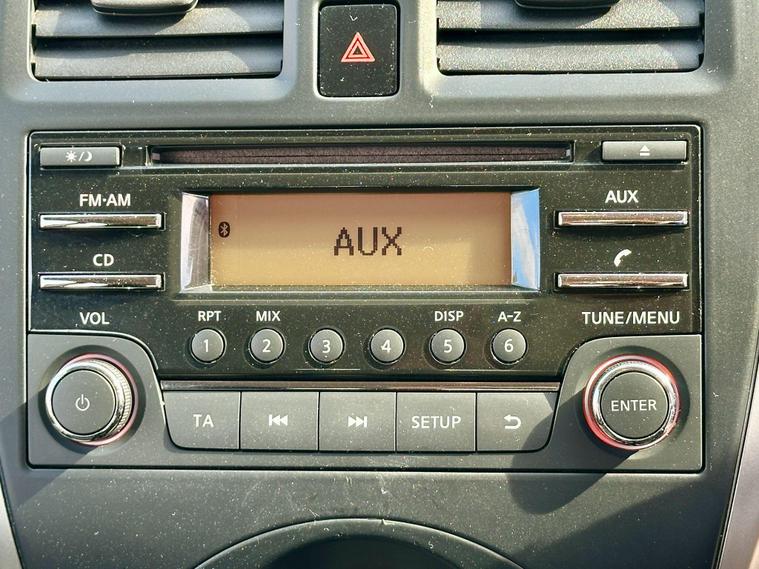 FM·AM
AUX
AUX
CD
VOL
RPT
MIX
DISP
A-Z
TUNE/MENU
1
2
3
4
5
6
TA
SETUP
ENTER